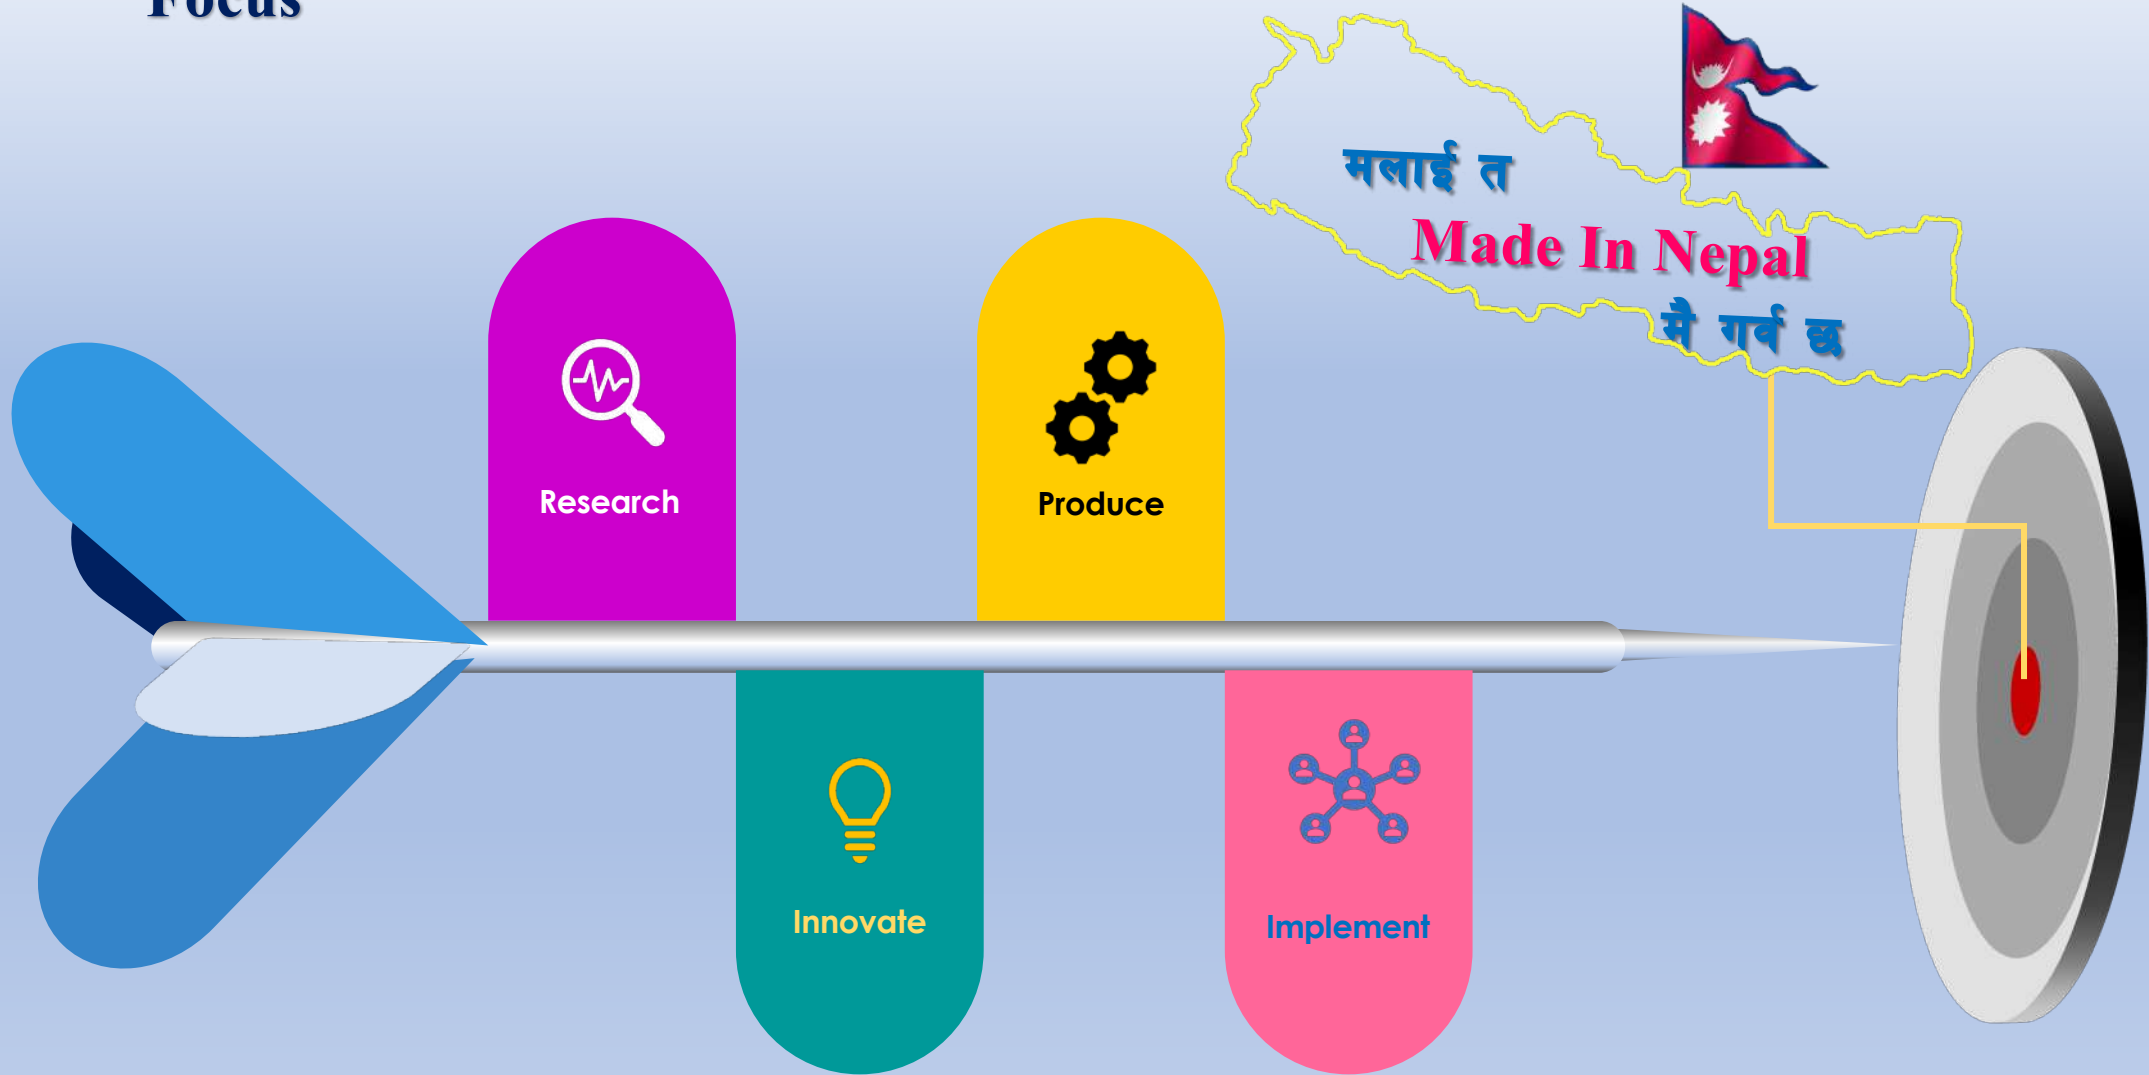 Focus
मलाई त
Made In Nepal
मै गर्व छ
Research
Produce
Innovate
Implement